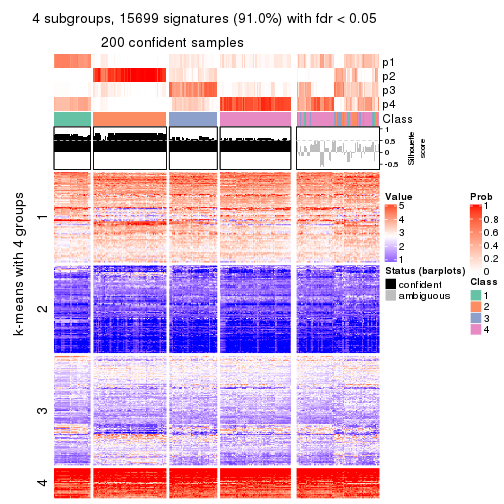 4 subgroups, 15699 signatures (91.0%) with fdr < 0.05
200 confident samples
p1
p2
p3
p4
Class
1
0.5
0
-0.5
Silhouette
score
k-means with 4 groups
1
2
3
4
Value
5
4
3
2
1
Status (barplots)
confident
ambiguous
Prob
1
0.8
0.6
0.4
0.2
0
Class
1
2
3
4